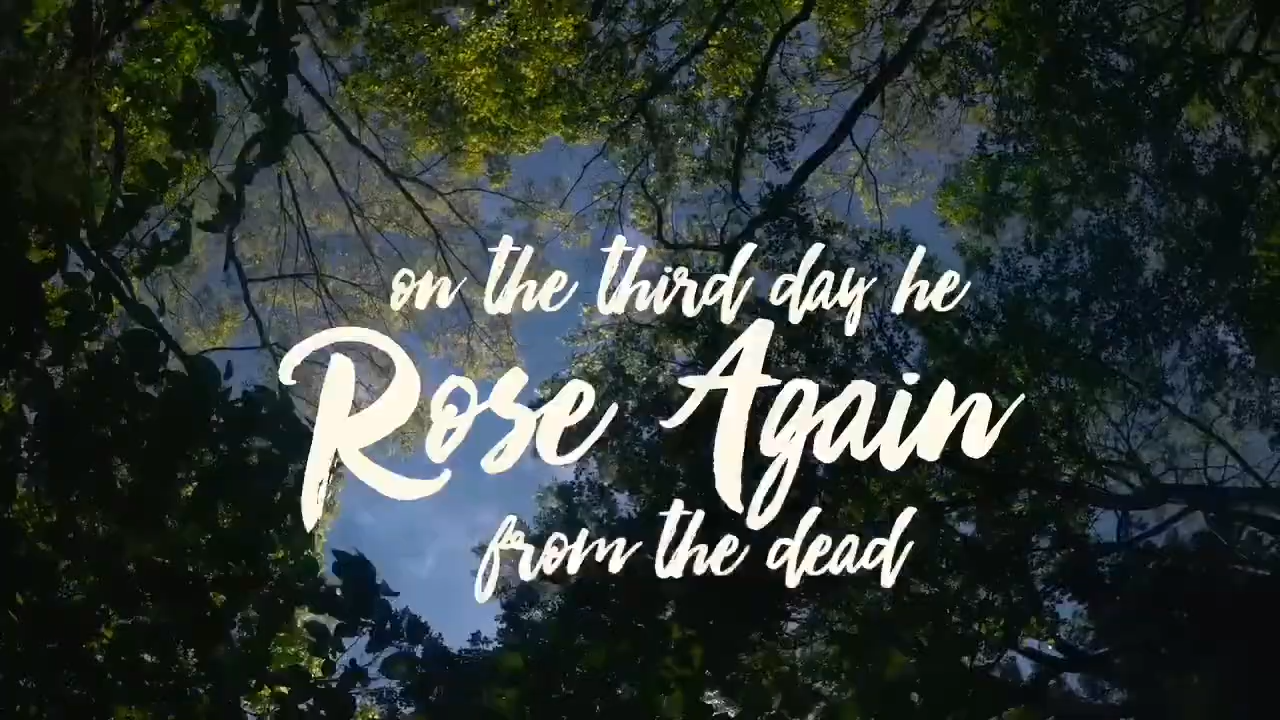 on the third day he
Rose Again
from the dead